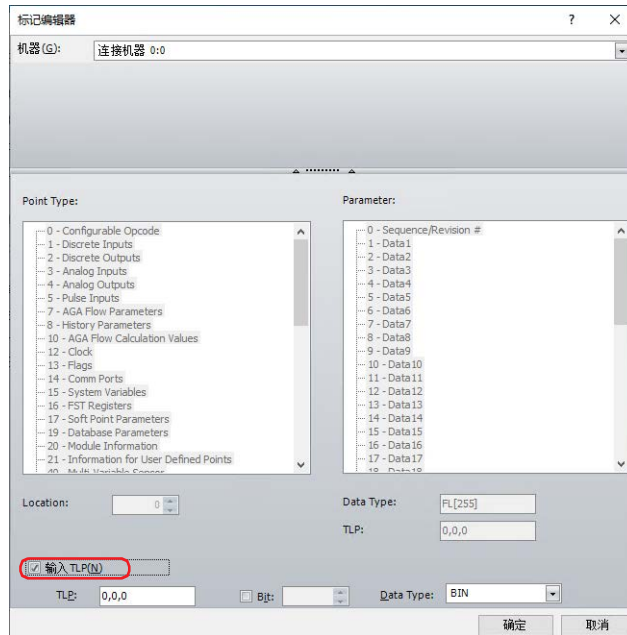 标记编辑器 ? ×
机器(G): 连接机器 0:0
Point Type: Parameter:
0 - Configurable Opcode
1 - Discrete Inputs
2 - Discrete Outputs
3 - Analog Inputs
4 - Analog Outputs
5 - Pulse Inputs
7 - AGA Flow Parameters
8 - History Parameters
10 - AGA Flow Calculation Values
12 - Clock
13 - Flags
14 - Comm Ports
15 - System Variables
16 - FST Registers
17 - Soft Point Parameters
19 - Database Parameters
20 - Module Information
21 - Information for User Defined Points
40 - Multi Variable Sensor
0 - Sequence/Revision #
1 - Data1
2 - Data2
3 - Data3
4 - Data4
5 - Data5
6 - Data6
7 - Data7
8 - Data8
9 - Data9
10 - Data10
11 - Data11
12 - Data12
13 - Data13
14 - Data14
15 - Data15
16 - Data16
17 - Data17
18 - Data18
Location: 0
Data Type: FL[255]
TLP: 0,0,0
输入 TLP(N)
TLP: 0,0,0 Bit: Data Type: BIN
确定 取消